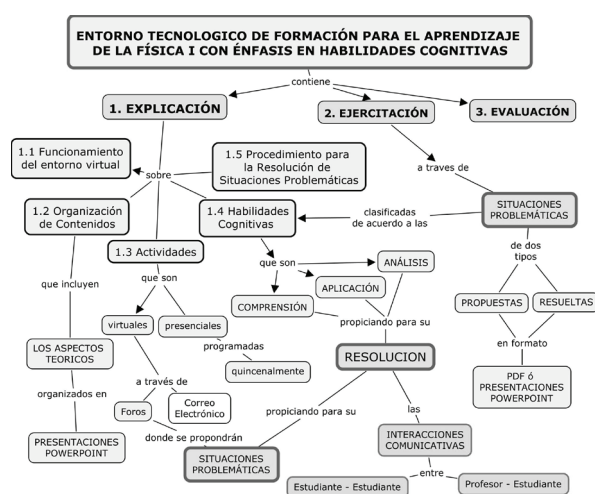 ENTORNO TECNOLOGICO DE FORMACIÓN PARA EL APRENDIZAJE
DE LA FÍSICA I CON ÉNFASIS EN HABILIDADES COGNITIVAS
contiene
1. EXPLICACIÓN
2. EJERCITACIÓN
3. EVALUACIÓN
1.1 Funcionamiento
del entorno virtual
sobre
1.5 Procedimiento para
la Resolución de
Situaciones Problemáticas
a traves de
1.2 Organización
de Contenidos
1.3 Actividades
1.4 Habilidades
Cognitivas
clasificadas
de acuerdo a las
SITUACIONES
PROBLEMÁTICAS
que incluyen
que son
que son
ANÁLISIS
APLICACIÓN
COMPRENSIÓN
de dos
tipos
PROPUESTAS
RESUELTAS
virtuales
presenciales
propiciando para su
programadas
quincenalmente
en formato
LOS ASPECTOS
TEORICOS
RESOLUCION
PDF ó
PRESENTACIONES
POWERPOINT
a través de
Foros
Correo
Electrónico
organizados en
propiciando para su
las
donde se propondrán
PRESENTACIONES
POWERPOINT
SITUACIONES
PROBLEMÁTICAS
INTERACCIONES
COMUNICATIVAS
entre
Estudiante - Estudiante
Profesor - Estudiante